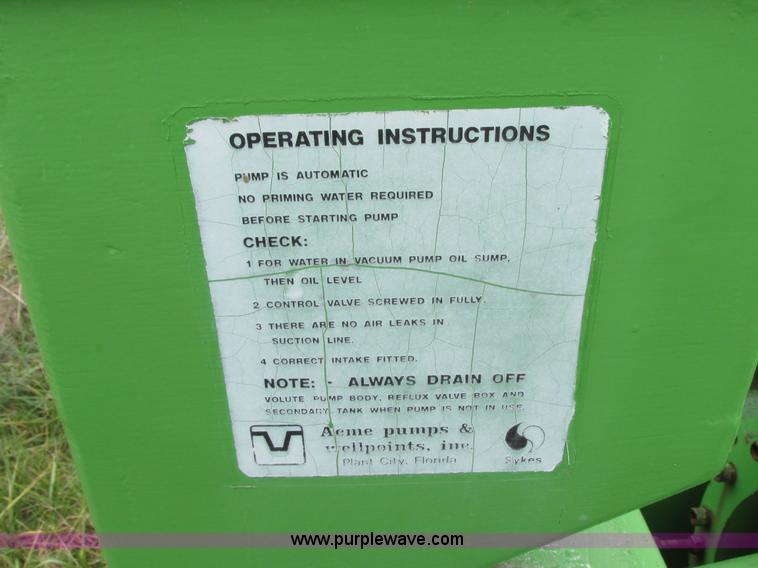 OPERATING INSTRUCTIONS
PUMP IS AUTOMATIC
NO PRIMING WATER REQUIRED
BEFORE STARTING PUMP
CHECK:
1 FOR WATER IN VACUUM PUMP OIL SUMP,
THEN OIL LEVEL
2 CONTROL VALVE SCREWED IN FULLY.
3 THERE ARE NO AIR LEAKS IN
SUCTION LINE.
4 CORRECT INTAKE FITTED.
NOTE: - ALWAYS DRAIN OFF
VOLUTE PUMP BODY, REFLUX VALVE BOX AND
SECONDARY TANK WHEN PUMP IS NOT IN USE.
Acme pumps &
wellpoints, inc.
Plant City, Florida
Sykes
www.purplewave.com